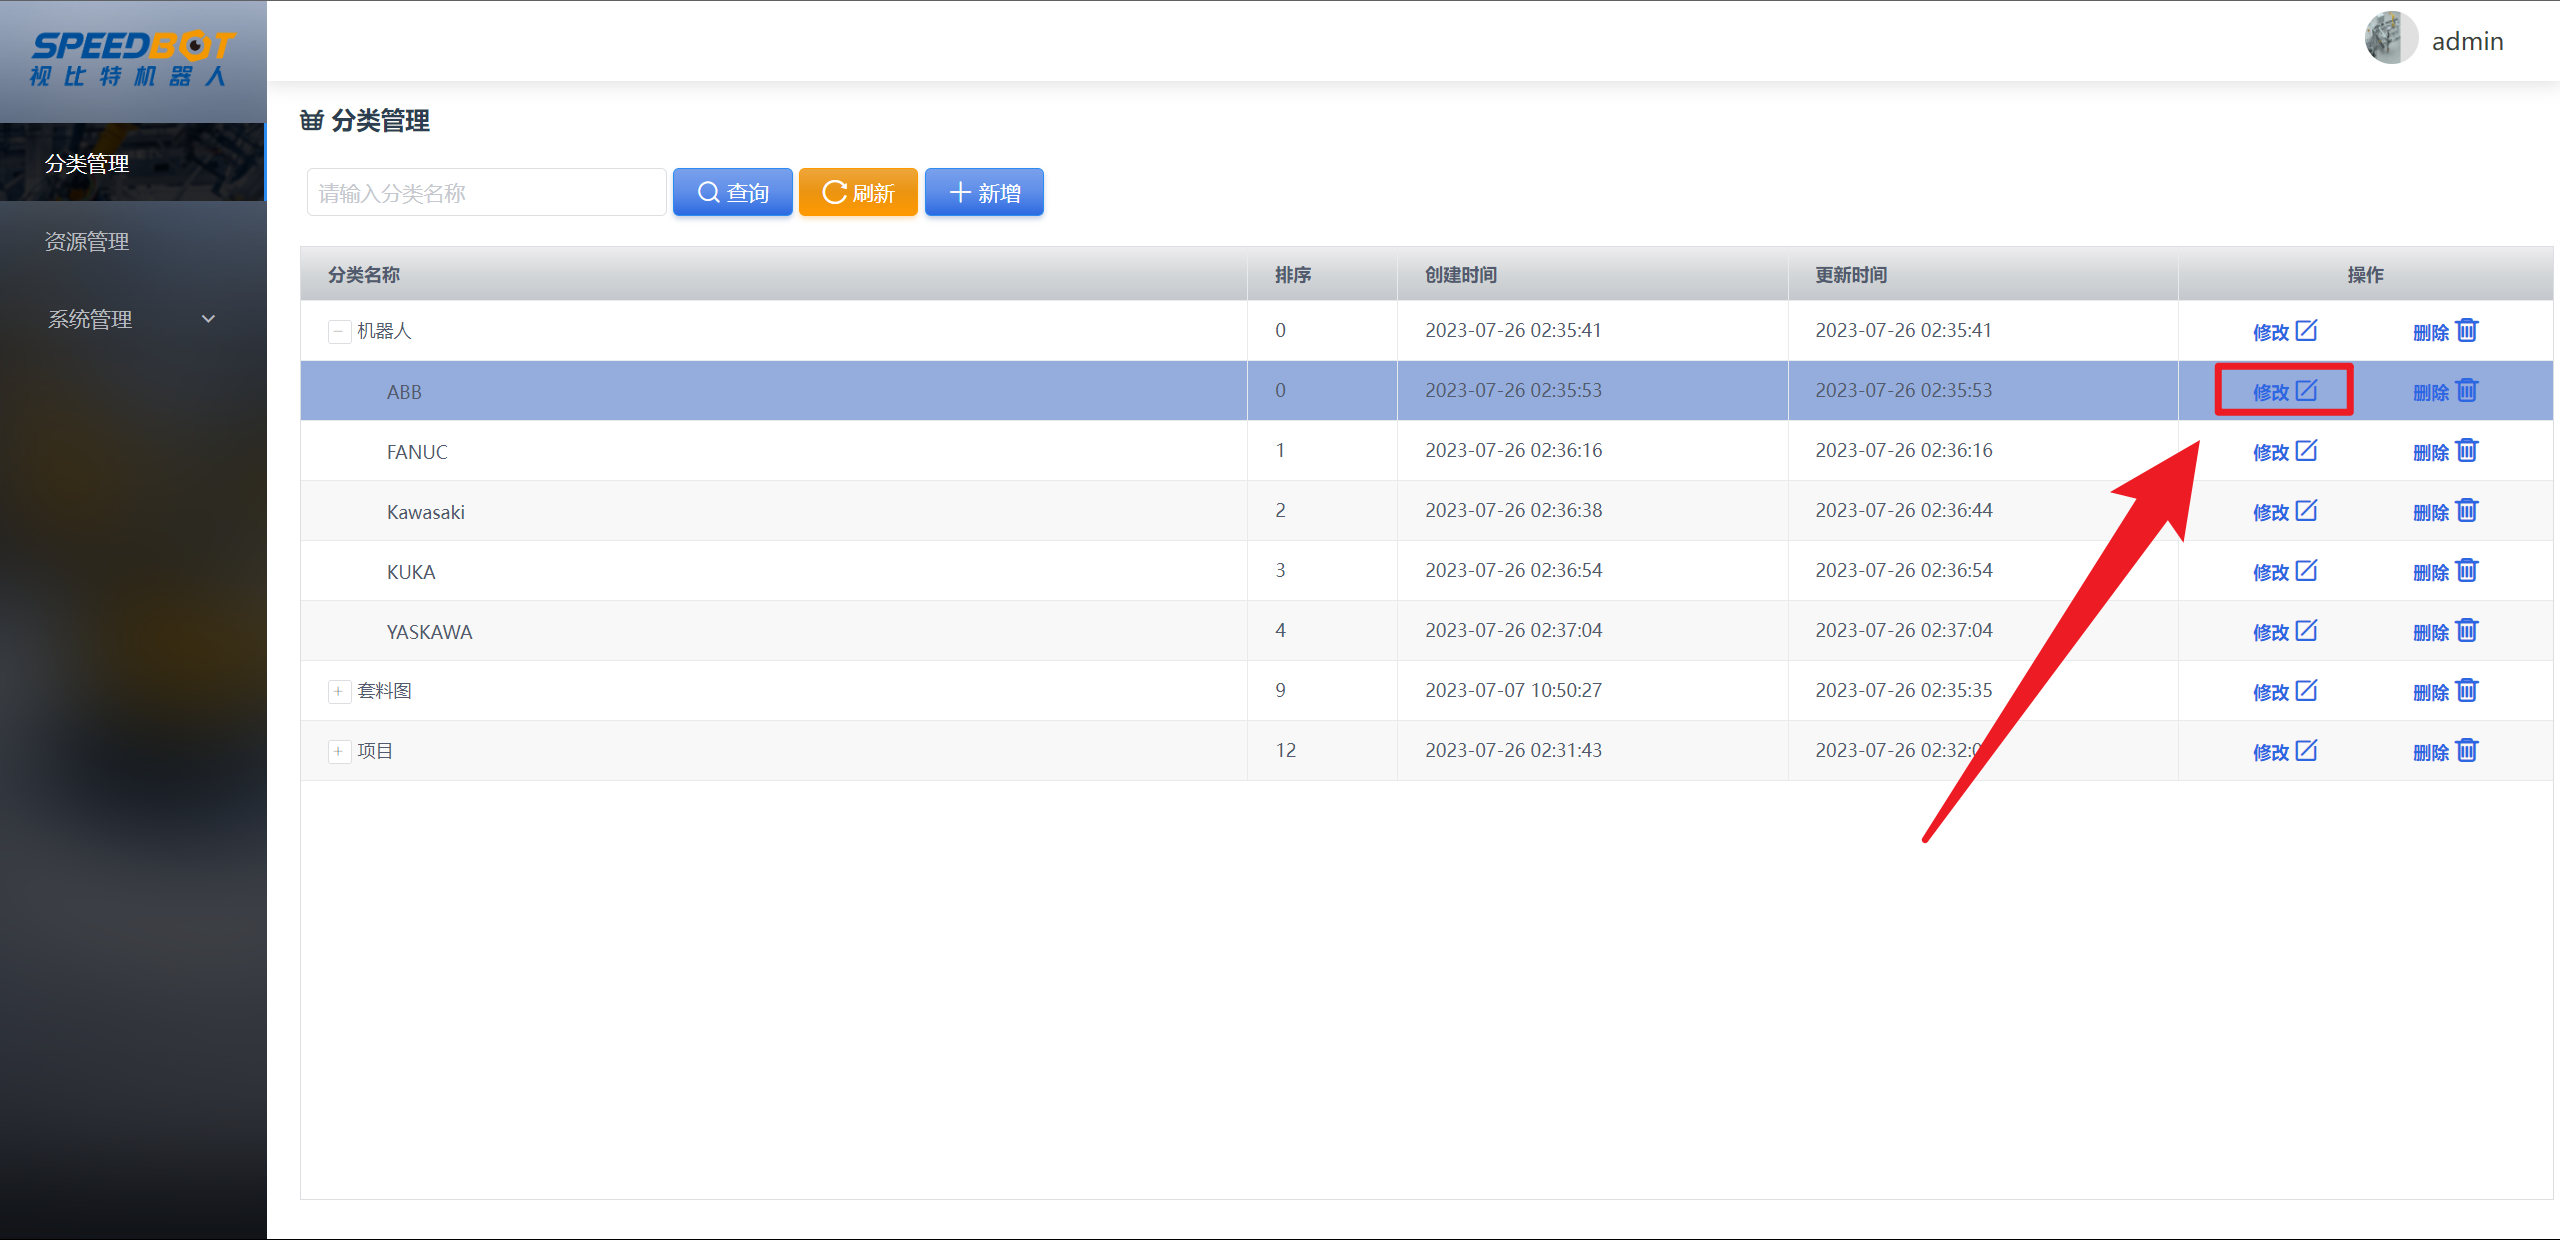 SPEEDBOT
视比特机器人
admin
分类管理
资源管理
系统管理
分类管理
请输入分类名称 查询 刷新 新增
分类名称 排序 创建时间 更新时间 操作
机器人 0 2023-07-26 02:35:41 2023-07-26 02:35:41 修改 删除
ABB 0 2023-07-26 02:35:53 2023-07-26 02:35:53 修改 删除
FANUC 1 2023-07-26 02:36:16 2023-07-26 02:36:16 修改 删除
Kawasaki 2 2023-07-26 02:36:38 2023-07-26 02:36:44 修改 删除
KUKA 3 2023-07-26 02:36:54 2023-07-26 02:36:54 修改 删除
YASKAWA 4 2023-07-26 02:37:04 2023-07-26 02:37:04 修改 删除
套料图 9 2023-07-07 10:50:27 2023-07-26 02:35:35 修改 删除
项目 12 2023-07-26 02:31:43 2023-07-26 修改 删除